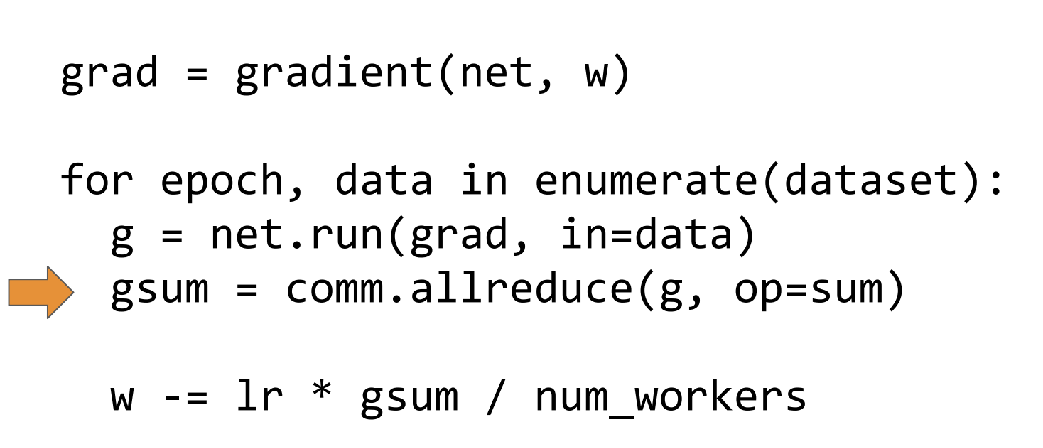 grad = gradient(net, w)
for epoch, data in enumerate(dataset):
g = net.run(grad, in=data)
gsum = comm.allreduce(g, op=sum)
w -= lr * gsum / num_workers